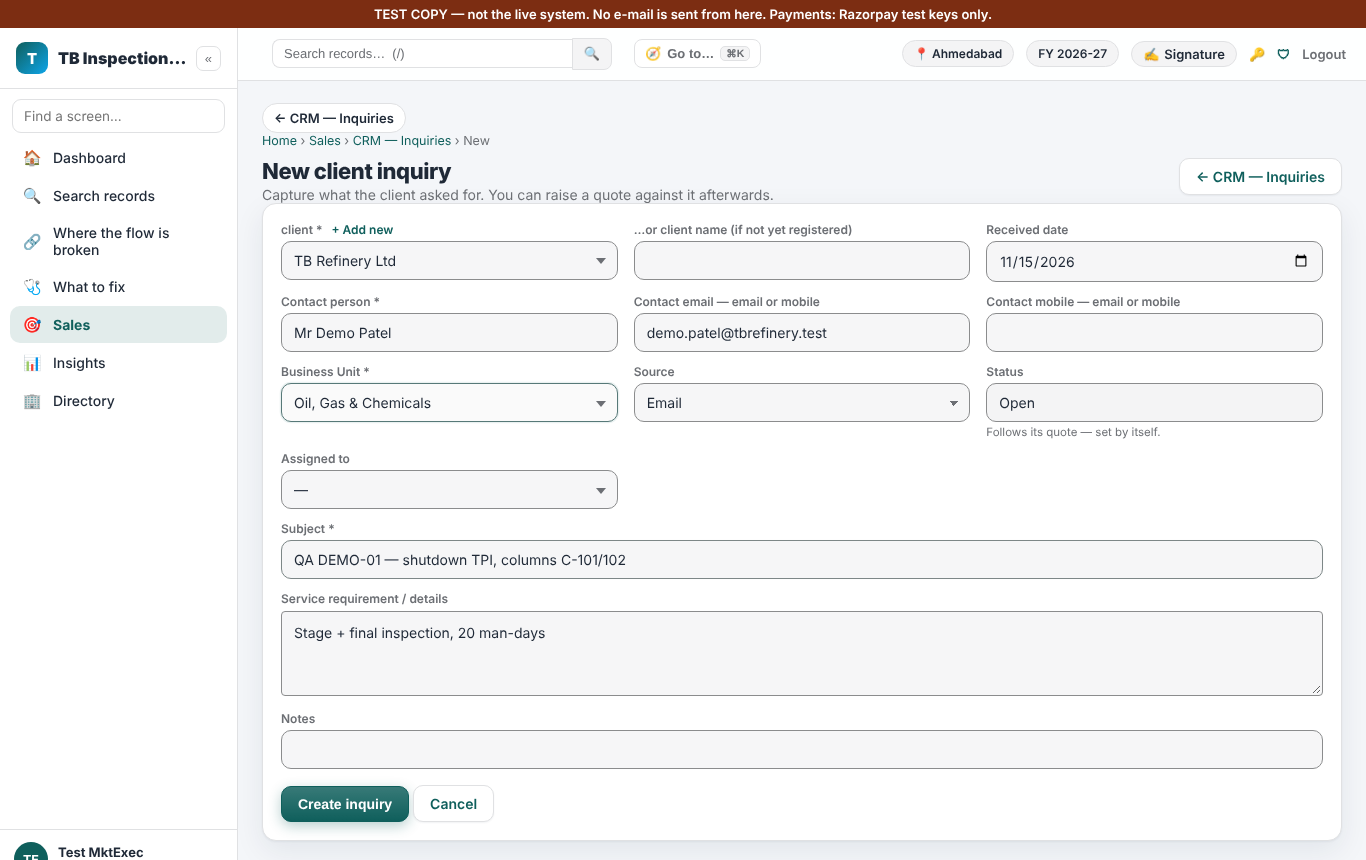 TEST COPY — not the live system. No e-mail is sent from here. Payments: Razorpay test keys only.
T TB Inspection... «
Search records... (/)
Go to... ⌘K
Ahmedabad
FY 2026-27
Signature
Logout
Find a screen...
Dashboard
Search records
Where the flow is
broken
What to fix
Sales
Insights
Directory
Test MktExec
← CRM — Inquiries
Home › Sales › CRM — Inquiries › New
New client inquiry
← CRM — Inquiries
Capture what the client asked for. You can raise a quote against it afterwards.
client * + Add new
...or client name (if not yet registered)
Received date
TB Refinery Ltd
11/15/2026
Contact person *
Contact email — email or mobile
Contact mobile — email or mobile
Mr Demo Patel
demo.patel@tbrefinery.test
Business Unit *
Source
Status
Oil, Gas & Chemicals
Email
Open
Follows its quote — set by itself.
Assigned to
—
Subject *
QA DEMO-01 — shutdown TPI, columns C-101/102
Service requirement / details
Stage + final inspection, 20 man-days
Notes
Create inquiry
Cancel